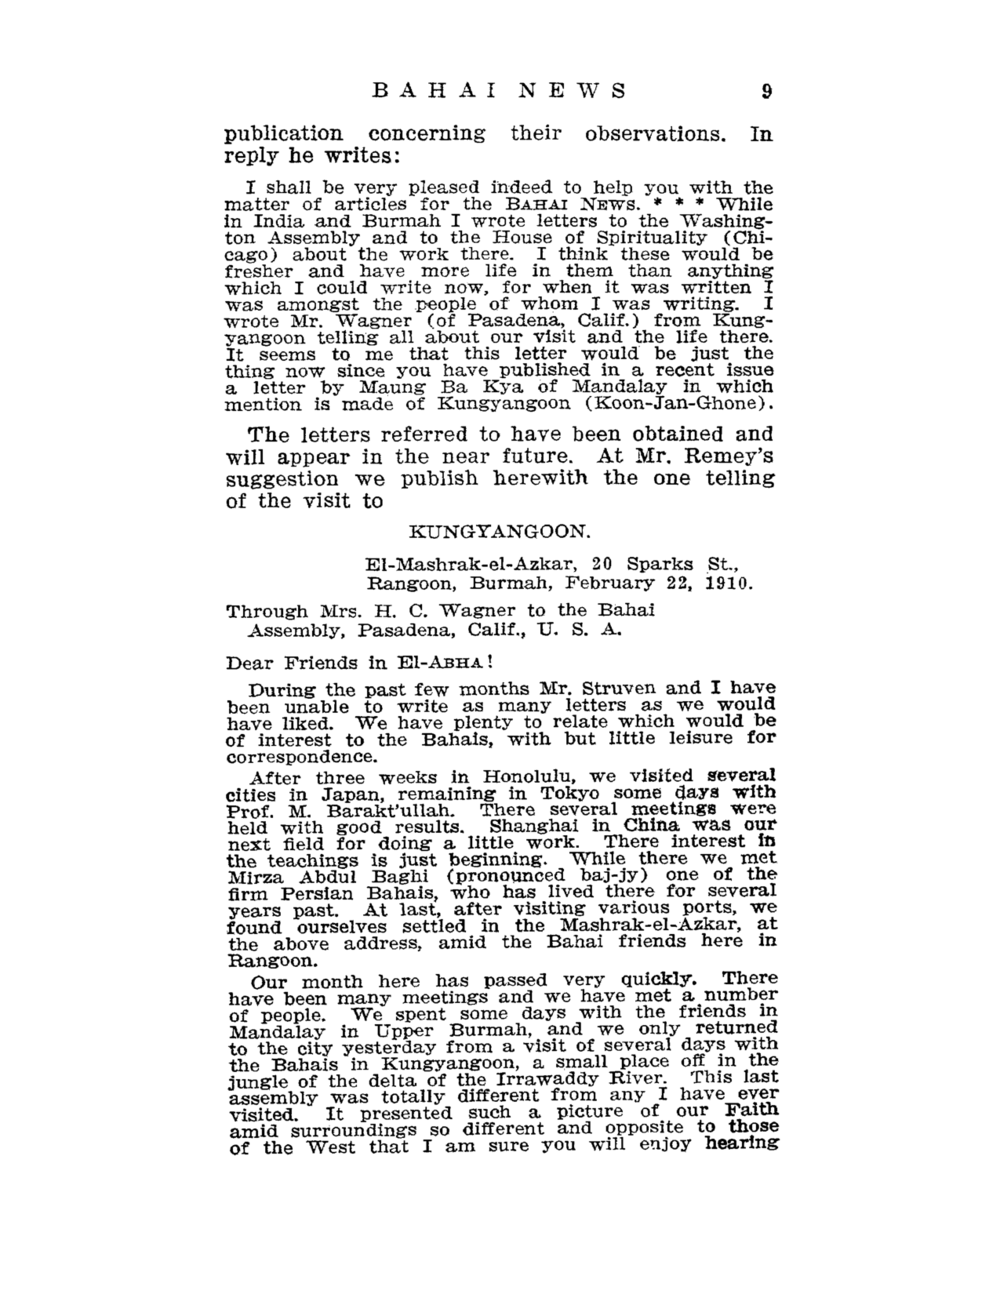 BAHAI NEWS 9
publication concerning their observations. In
reply he writes:
I shall be very pleased indeed to help you with the
matter of articles for the BAHAI NEWS. * * * While
in India and Burmah I wrote letters to the Washing-
ton Assembly and to the House of Spirituality (Chi-
cago) about the work there. I think these would be
fresher and have more life in them than anything
which I could write now, for when it was written I
was amongst the people of whom I was writing. I
wrote Mr. Wagner (of Pasadena, Calif.) from Kung-
yangoon telling all about our visit and the life there.
It seems to me that this letter would be just the
thing now since you have published in a recent issue
a letter by Maung Ba Kya of Mandalay in which
mention is made of Kungyangoon (Koon-Jan-Ghone).
The letters referred to have been obtained and
will appear in the near future. At Mr. Remey's
suggestion we publish herewith the one telling
of the visit to
KUNGYANGOON.
El-Mashrak-el-Azkar, 20 Sparks St.,
Rangoon, Burmah, February 22, 1910.
Through Mrs. H. C. Wagner to the Bahai
Assembly, Pasadena, Calif., U. S. A.
Dear Friends in El-ABHA!
During the past few months Mr. Struven and I have
been unable to write as many letters as we would
have liked. We have plenty to relate which would be
of interest to the Bahais, with but little leisure for
correspondence.
After three weeks in Honolulu, we visited several
cities in Japan, remaining in Tokyo some days with
Prof. M. Barakt'ullah. There several meetings were
held with good results. Shanghai in China was our
next field for doing a little work. There interest in
the teachings is just beginning. While there we met
Mirza Abdul Baghi (pronounced baj-jy) one of the
firm Persian Bahais, who has lived there for several
years past. At last, after visiting various ports, we
found ourselves settled in the Mashrak-el-Azkar, at
the above address, amid the Bahai friends here in
Rangoon.
Our month here has passed very quickly. There
have been many meetings and we have met a number
of people. We spent some days with the friends in
Mandalay in Upper Burmah, and we only returned
to the city yesterday from a visit of several days with
the Bahais in Kungyangoon, a small place off in the
jungle of the delta of the Irrawaddy River. This last
assembly was totally different from any I have ever
visited. It presented such a picture of our Faith
amid surroundings so different and opposite to those
of the West that I am sure you will enjoy hearing